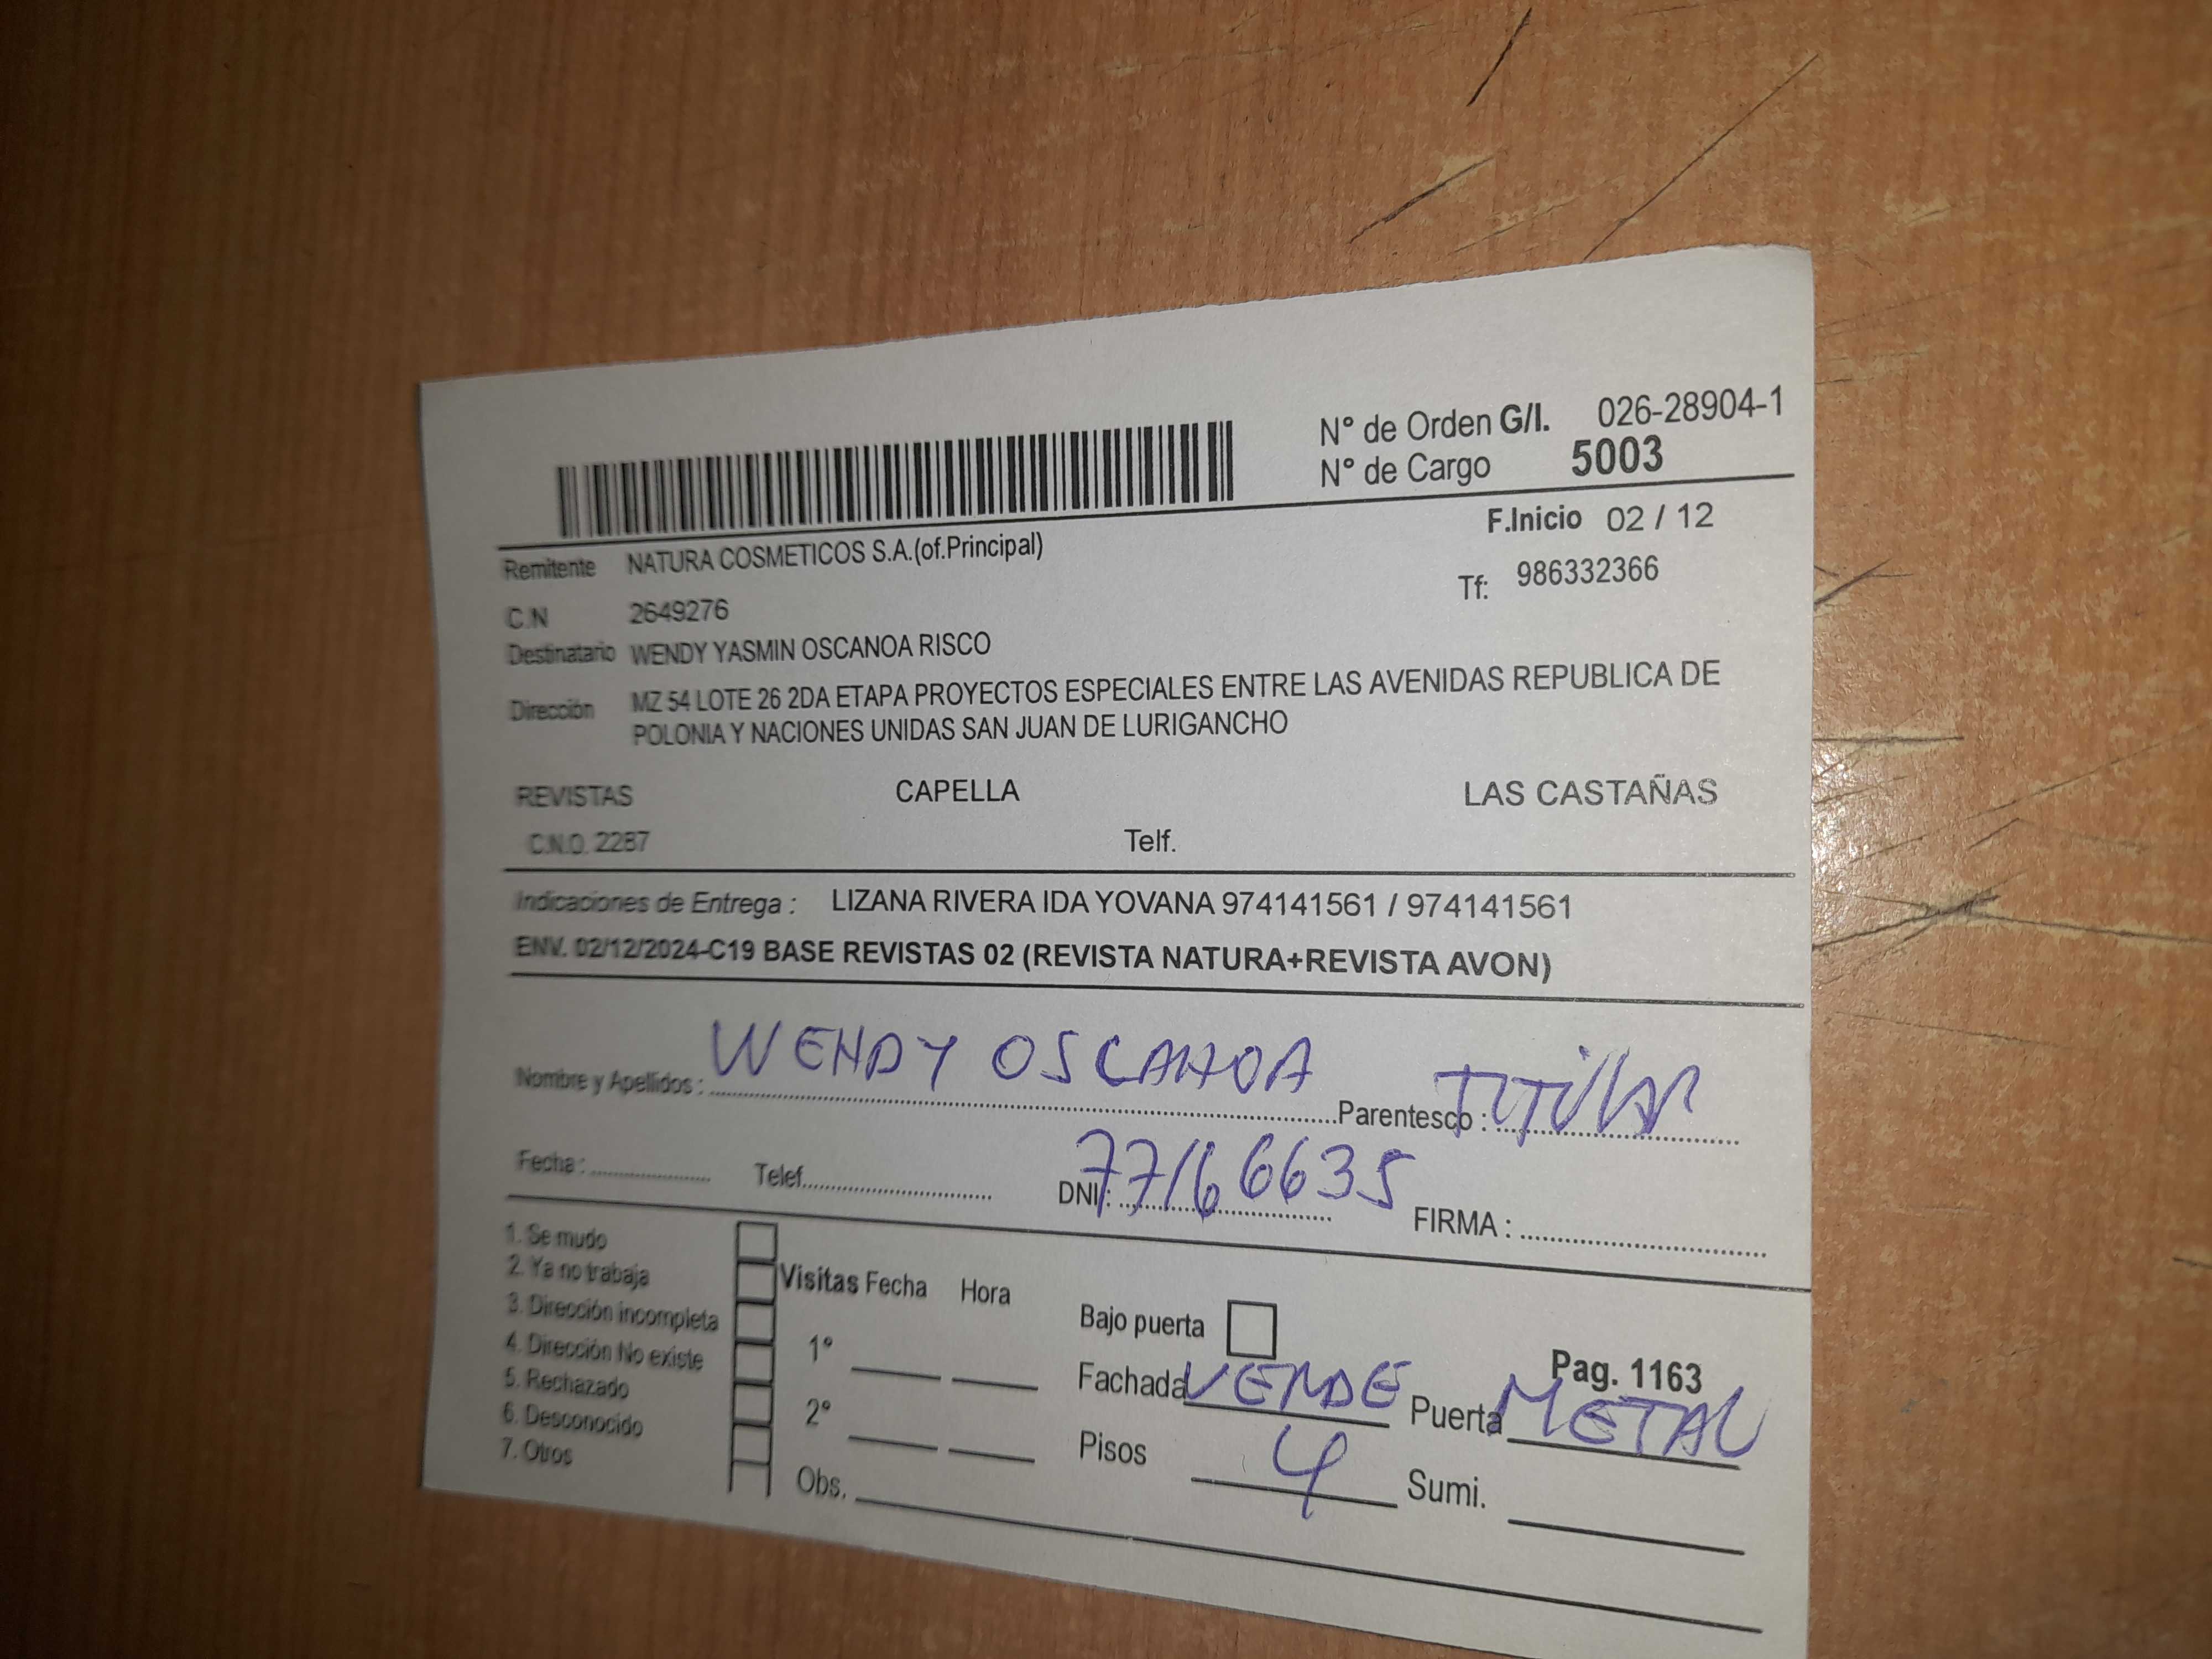 N° de Orden G/I. 026-28904-1
N° de Cargo 5003
F.Inicio 02 / 12
Remitente NATURA COSMETICOS S.A.(of.Principal)
Tf: 986332366
C.N 2649276
Destinatario WENDY YASMIN OSCANOA RISCO
Dirección MZ 54 LOTE 26 2DA ETAPA PROYECTOS ESPECIALES ENTRE LAS AVENIDAS REPUBLICA DE
POLONIA Y NACIONES UNIDAS SAN JUAN DE LURIGANCHO
REVISTAS CAPELLA LAS CASTAÑAS
C.N.O. 2287 Telf.
Indicaciones de Entrega : LIZANA RIVERA IDA YOVANA 974141561 / 974141561
ENV. 02/12/2024-C19 BASE REVISTAS 02 (REVISTA NATURA+REVISTA AVON)
Nombre y Apellidos : WENDY OSCANOA Parentesco : TITULAR
Fecha : Telef. DNI : 77166635 FIRMA :
1. Se mudo
2. Ya no trabaja
3. Dirección incompleta
4. Dirección No existe
5. Rechazado
6. Desconocido
7. Otros
Visitas Fecha Hora
1°
2°
Obs.
Bajo puerta
Pag. 1163
Fachada VERDE Puerta METAL
Pisos 4 Sumi.